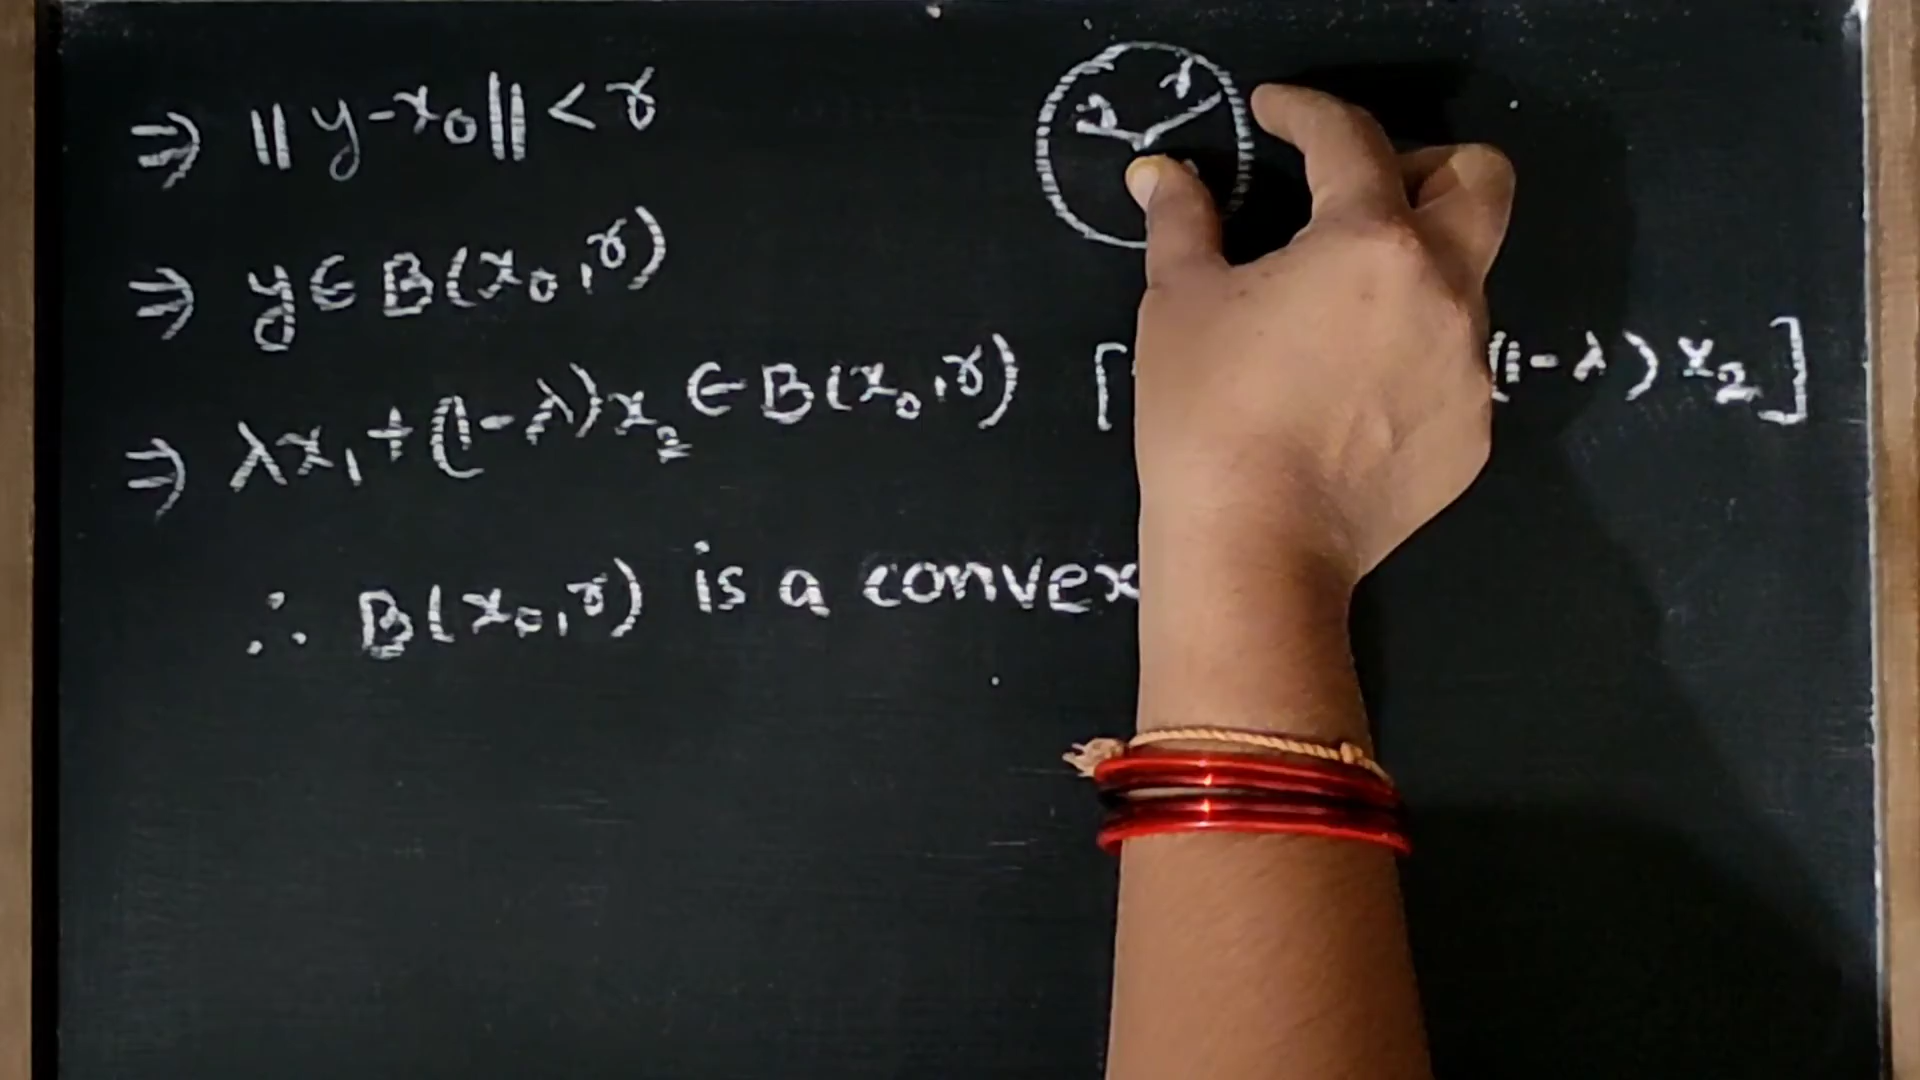 ⇒ ||y-x₀|| < r
⇒ y ∈ B(x₀, r)
⇒ λx₁ + (1-λ)x₂ ∈ B(x₀, r) [ (1-λ) x₂]
∴ B(x₀, r) is a convex
y r